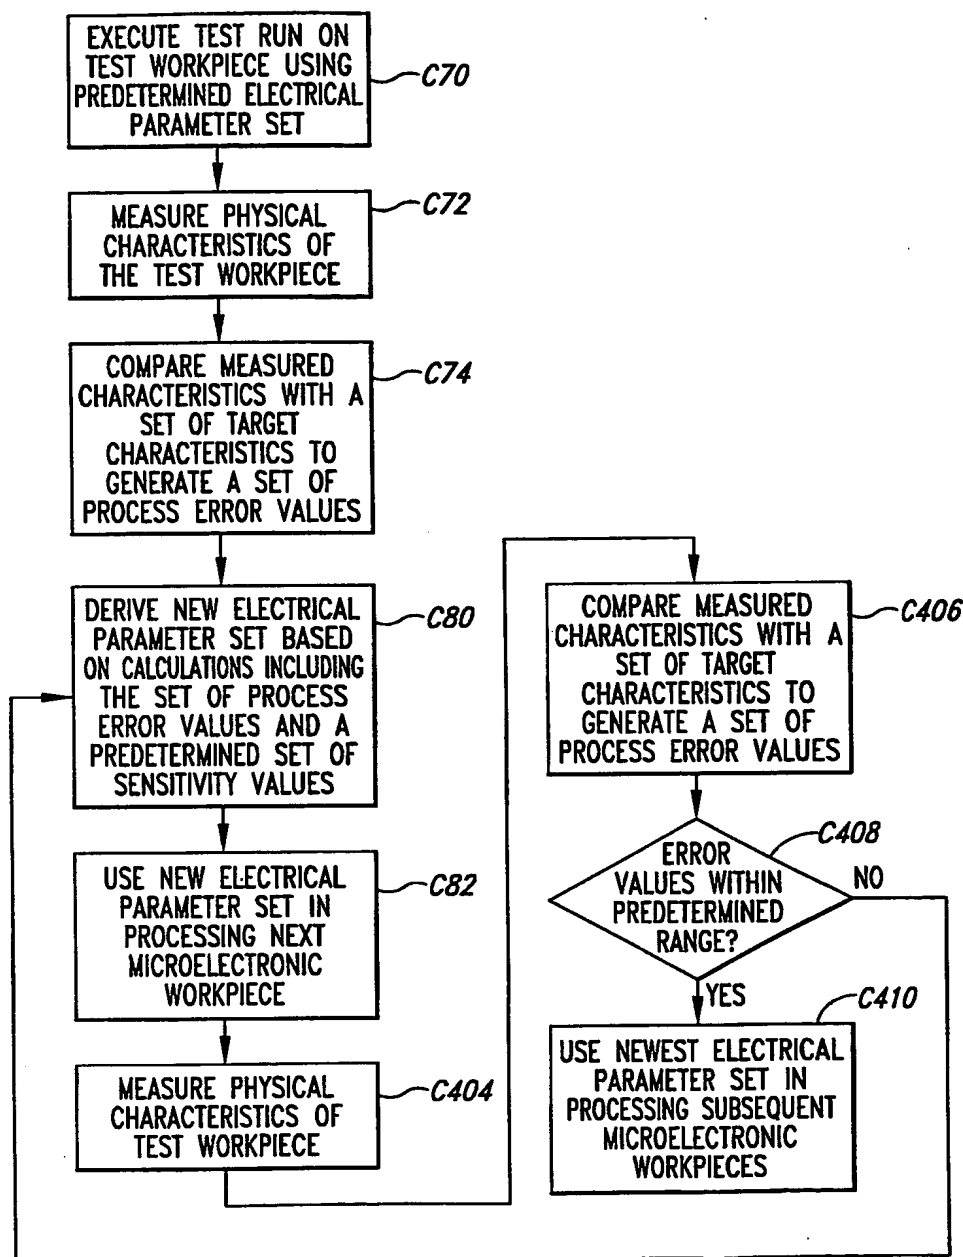 EXECUTE TEST RUN ON
TEST WORKPIECE USING
PREDETERMINED ELECTRICAL
PARAMETER SET
C70
MEASURE PHYSICAL
CHARACTERISTICS OF
THE TEST WORKPIECE
C72
COMPARE MEASURED
CHARACTERISTICS WITH A
SET OF TARGET
CHARACTERISTICS TO
GENERATE A SET OF
PROCESS ERROR VALUES
C74
DERIVE NEW ELECTRICAL
PARAMETER SET BASED
ON CALCULATIONS INCLUDING
THE SET OF PROCESS
ERROR VALUES AND A
PREDETERMINED SET OF
SENSITIVITY VALUES
C80
USE NEW ELECTRICAL
PARAMETER SET IN
PROCESSING NEXT
MICROELECTRONIC
WORKPIECE
C82
MEASURE PHYSICAL
CHARACTERISTICS OF
TEST WORKPIECE
C404
COMPARE MEASURED
CHARACTERISTICS WITH A
SET OF TARGET
CHARACTERISTICS TO
GENERATE A SET OF
PROCESS ERROR VALUES
C406
ERROR
VALUES WITHIN
PREDETERMINED
RANGE?
C408
NO
YES
USE NEWEST ELECTRICAL
PARAMETER SET IN
PROCESSING SUBSEQUENT
MICROELECTRONIC
WORKPIECES
C410